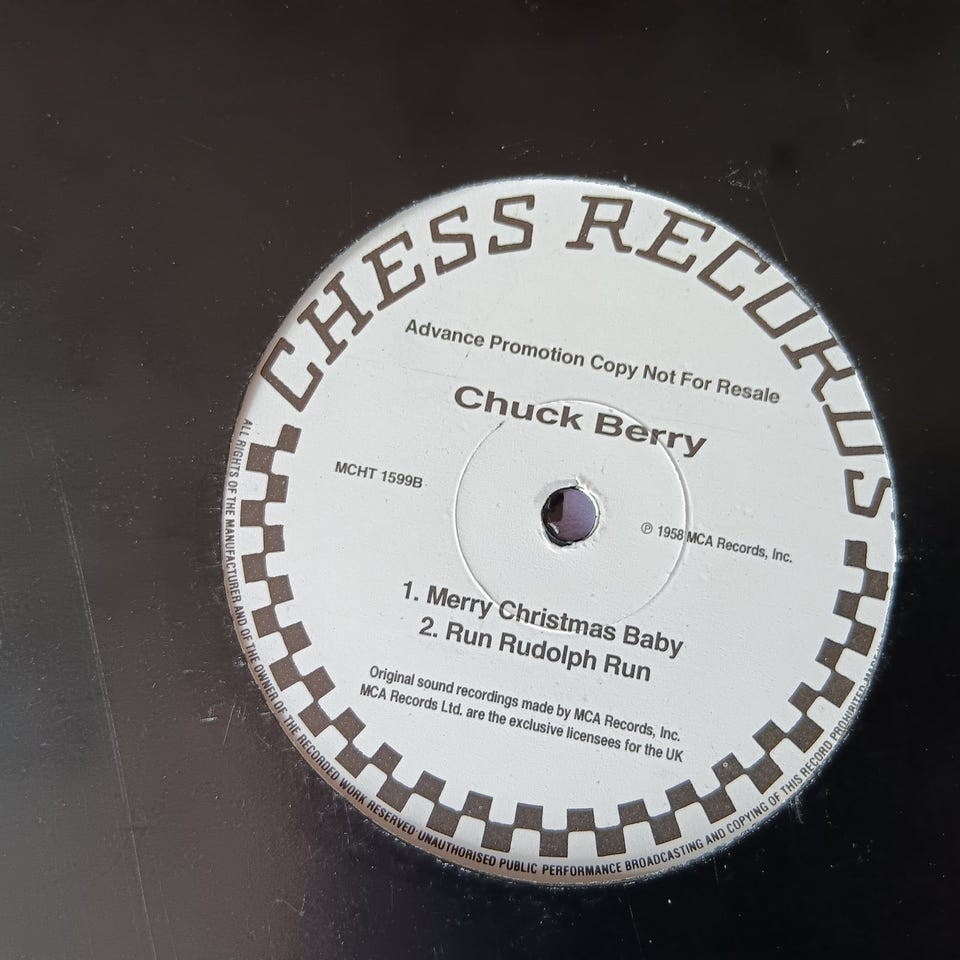 CHESS RECORDS
Advance Promotion Copy Not For Resale
Chuck Berry
MCHT 1599B
℗ 1958 MCA Records, Inc.
1. Merry Christmas Baby
2. Run Rudolph Run
Original sound recordings made by MCA Records, Inc.
MCA Records Ltd. are the exclusive licensees for the UK
ALL RIGHTS OF THE MANUFACTURER AND OF THE OWNER OF THE RECORDED WORK RESERVED·UNAUTHORISED PUBLIC PERFORMANCE BROADCASTING AND COPYING OF THIS RECORD PROHIBITED